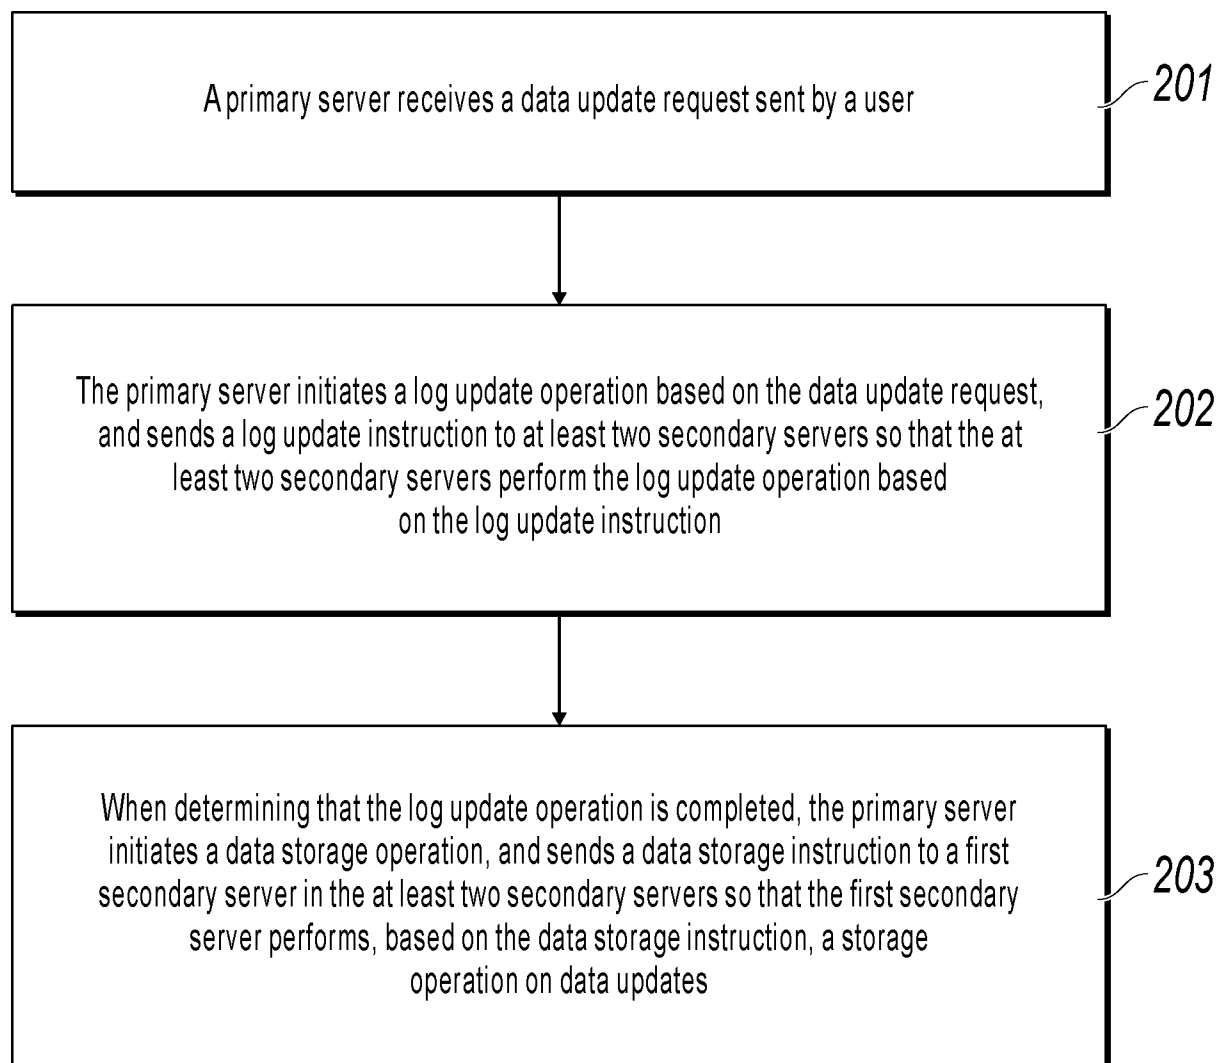 A primary server receives a data update request sent by a user
201
The primary server initiates a log update operation based on the data update request,
and sends a log update instruction to at least two secondary servers so that the at
least two secondary servers perform the log update operation based
on the log update instruction
202
When determining that the log update operation is completed, the primary server
initiates a data storage operation, and sends a data storage instruction to a first
secondary server in the at least two secondary servers so that the first secondary
server performs, based on the data storage instruction, a storage
operation on data updates
203